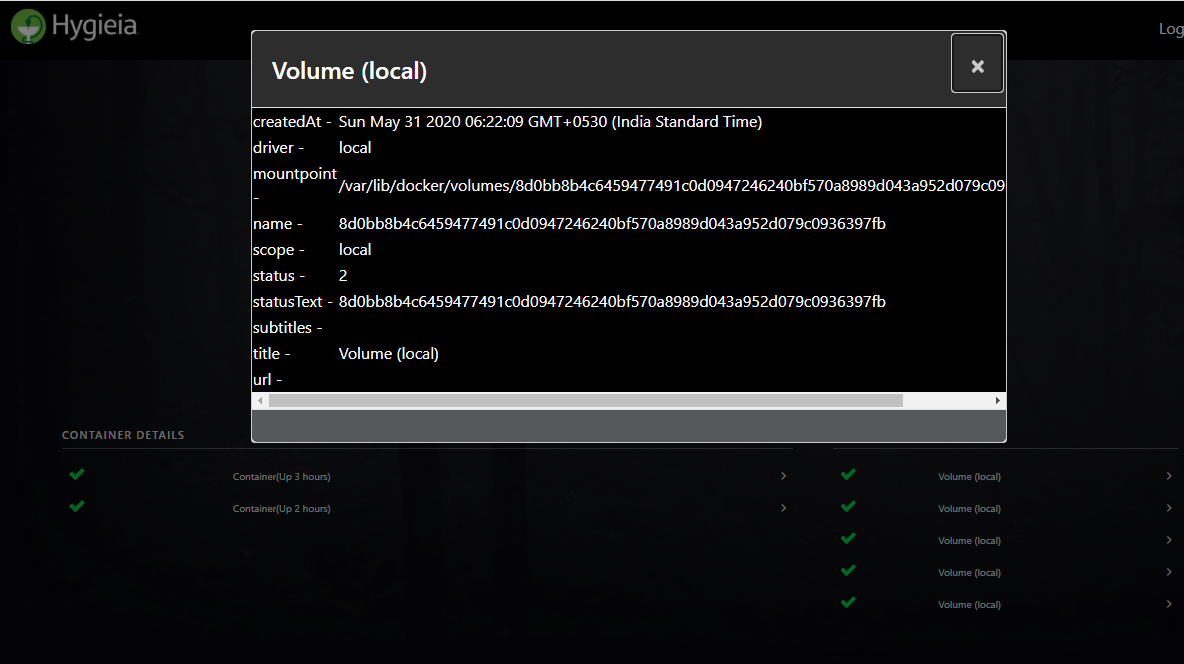 Hygieia
Log
Volume (local)
×
createdAt - Sun May 31 2020 06:22:09 GMT+0530 (India Standard Time)
driver - local
mountpoint
- /var/lib/docker/volumes/8d0bb8b4c6459477491c0d0947246240bf570a8989d043a952d079c09
name - 8d0bb8b4c6459477491c0d0947246240bf570a8989d043a952d079c0936397fb
scope - local
status - 2
statusText - 8d0bb8b4c6459477491c0d0947246240bf570a8989d043a952d079c0936397fb
subtitles -
title - Volume (local)
url -
CONTAINER DETAILS
Container(Up 3 hours)
Container(Up 2 hours)
Volume (local)
Volume (local)
Volume (local)
Volume (local)
Volume (local)